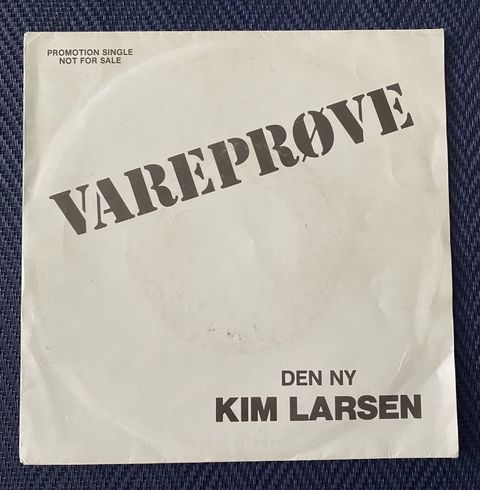 PROMOTION SINGLE
NOT FOR SALE
VAREPRØVE
DEN NY
KIM LARSEN